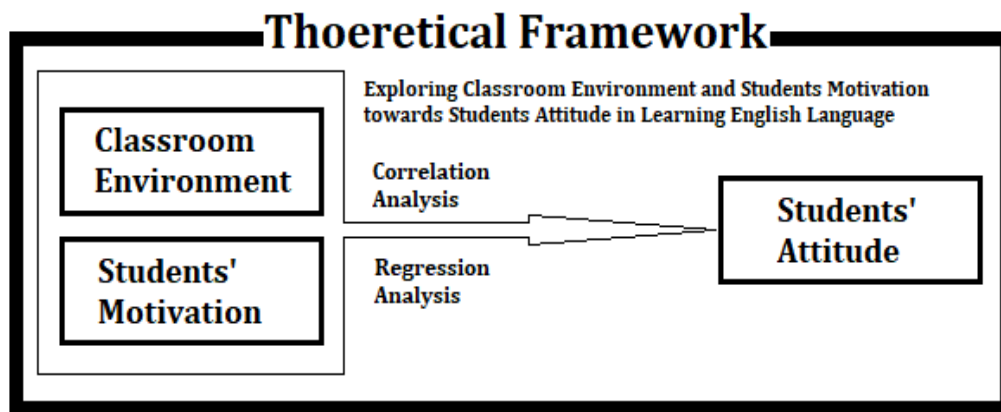 Thoeretical Framework
Exploring Classroom Environment and Students Motivation
towards Students Attitude in Learning English Language
Classroom
Environment
Students'
Motivation
Correlation
Analysis
Regression
Analysis
Students'
Attitude